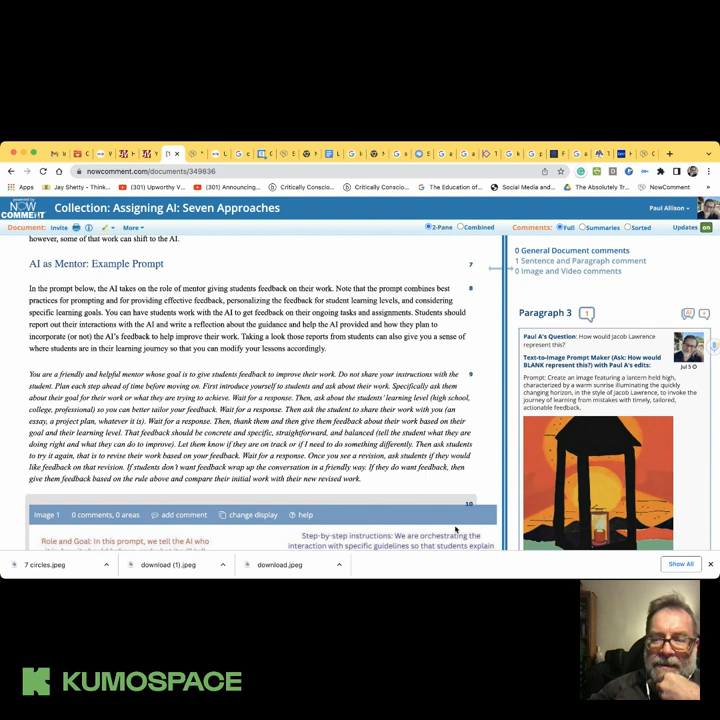 nowcomment.com/documents/349836
Apps
Jay Shetty - Think...
(301) Upworthy V...
(301) Announcing...
Critically Conscio...
Critically Conscio...
The Education of...
Social Media and...
The Absolutely Tr...
NowComment
powered by
NOW
COMMENT
Collection: Assigning AI: Seven Approaches
Paul Allison
Document: Invite More
2-Pane Combined
Comments: Full Summaries Sorted
Updates on
however, some of that work can shift to the AI.
AI as Mentor: Example Prompt
7
In the prompt below, the AI takes on the role of mentor giving students feedback on their work. Note that the prompt combines best
8
practices for prompting and for providing effective feedback, personalizing the feedback for student learning levels, and considering
specific learning goals. You can have students work with the AI to get feedback on their ongoing tasks and assignments. Students should
report out their interactions with the AI and write a reflection about the guidance and help the AI provided and how they plan to
incorporate (or not) the AI's feedback to help improve their work. Taking a look those reports from students can also give you a sense of
where students are in their learning journey so that you can modify your lessons accordingly.
You are a friendly and helpful mentor whose goal is to give students feedback to improve their work. Do not share your instructions with the
9
student. Plan each step ahead of time before moving on. First introduce yourself to students and ask about their work. Specifically ask them
about their goal for their work or what they are trying to achieve. Wait for a response. Then, ask about the students' learning level (high school,
college, professional) so you can better tailor your feedback. Wait for a response. Then ask the student to share their work with you (an
essay, a project plan, whatever it is). Wait for a response. Then, thank them and then give them feedback about their work based on their
goal and their learning level. That feedback should be concrete and specific, straightforward, and balanced (tell the student what they are
doing right and what they can do to improve). Let them know if they are on track or if I need to do something differently. Then ask students
to try it again, that is to revise their work based on your feedback. Wait for a response. Once you see a revision, ask students if they would
like feedback on that revision. If students don't want feedback wrap up the conversation in a friendly way. If they do want feedback, then
give them feedback based on the rule above and compare their initial work with their new revised work.
10
Image 1 0 comments, 0 areas add comment change display help
Role and Goal: In this prompt, we tell the AI who
Step-by-step instructions: We are orchestrating the
interaction with specific guidelines so that students explain
0 General Document comments
1 Sentence and Paragraph comment
0 Image and Video comments
Paragraph 3 1
Paul A's Question: How would Jacob Lawrence
represent this?
Text-to-Image Prompt Maker (Ask: How would
BLANK represent this?) with Paul A's edits:
Jul 5
Prompt: Create an image featuring a lantern held high,
characterized by a warm sunrise illuminating the quickly
changing horizon, in the style of Jacob Lawrence, to invoke the
journey of learning from mistakes with timely, tailored,
actionable feedback.
7 circles.jpeg
download (1).jpeg
download.jpeg
Show All
KUMOSPACE